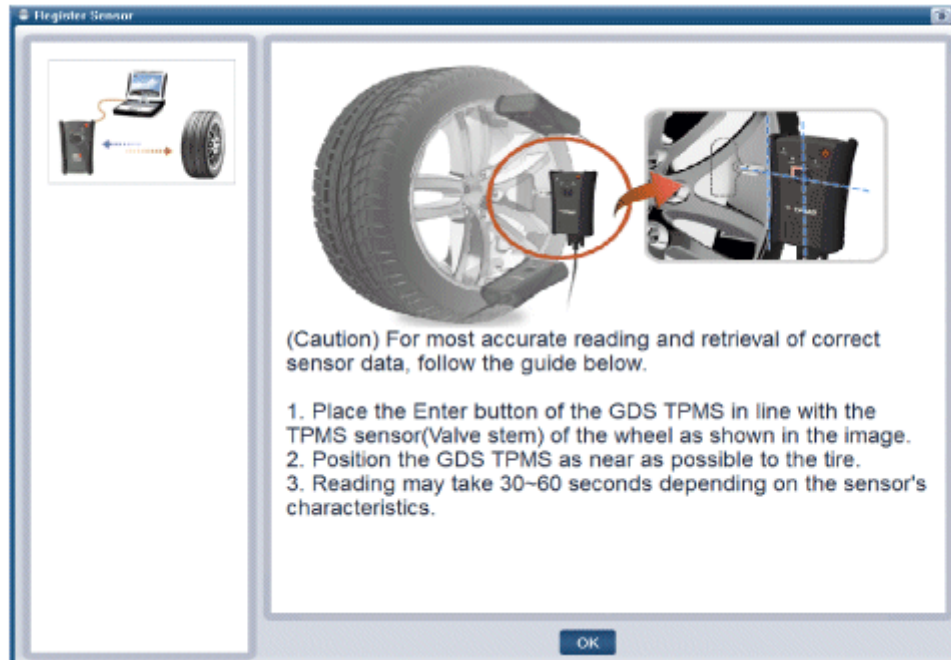 Register Sensor
TPMS
(Caution) For most accurate reading and retrieval of correct
sensor data, follow the guide below.
1. Place the Enter button of the GDS TPMS in line with the
TPMS sensor(Valve stem) of the wheel as shown in the image.
2. Position the GDS TPMS as near as possible to the tire.
3. Reading may take 30~60 seconds depending on the sensor's
characteristics.
OK